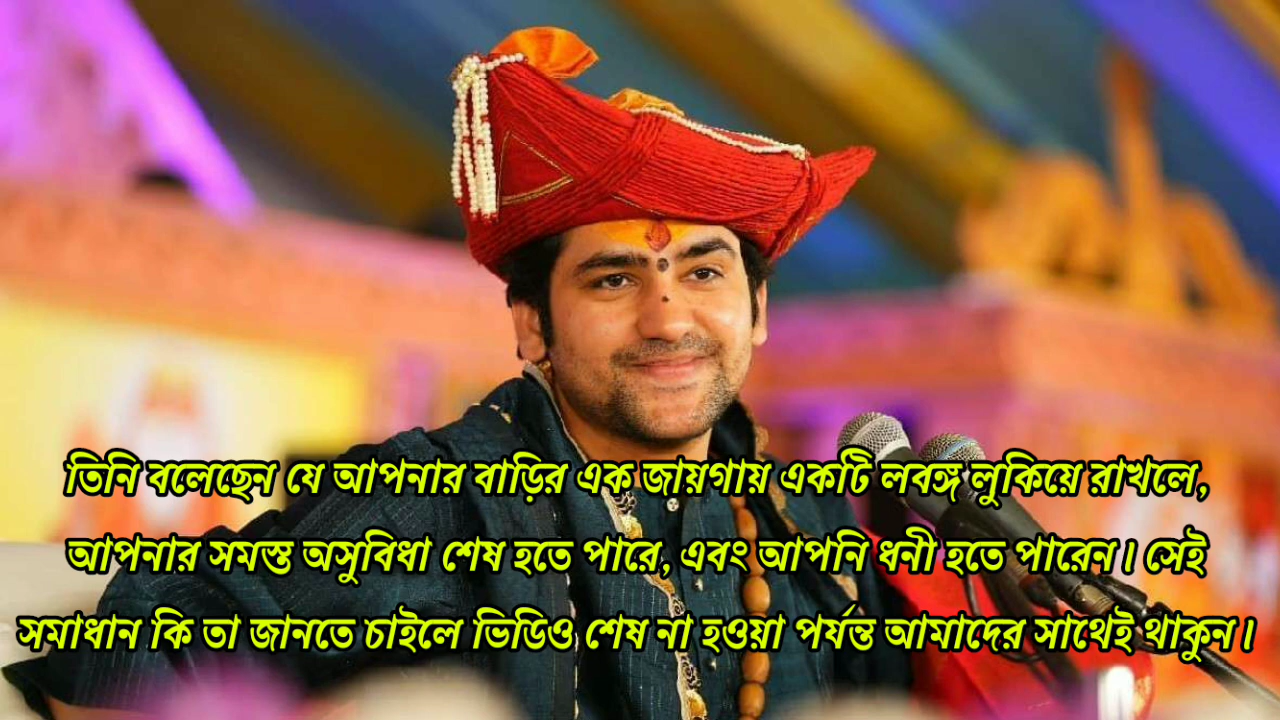 তিনি বলেছেন যে আপনার বাড়ির এক জায়গায় একটি লবঙ্গ লুকিয়ে রাখলে,
আপনার সমস্ত অসুবিধা শেষ হতে পারে, এবং আপনি ধনী হতে পারেন। সেই
সমাধান কি তা জানতে চাইলে ভিডিও শেষ না হওয়া পর্যন্ত আমাদের সাথেই থাকুন।